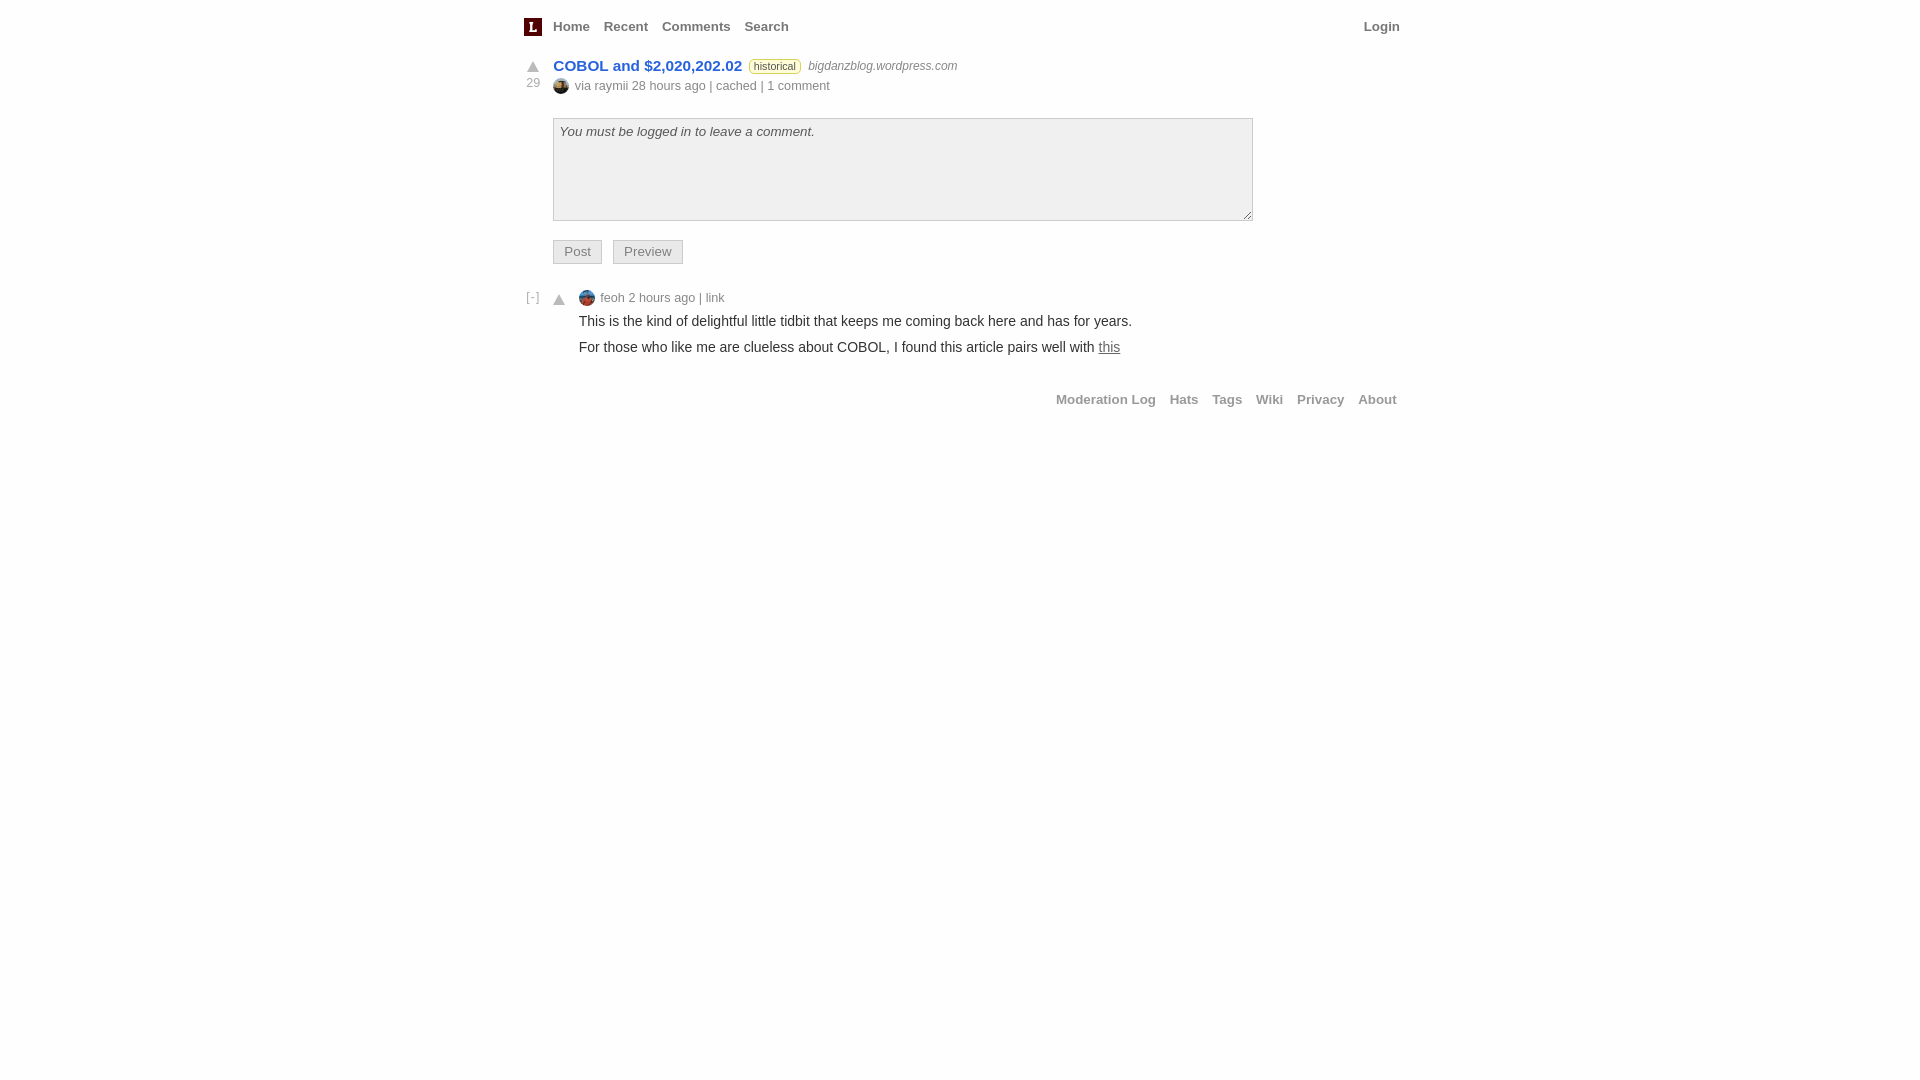 L Home Recent Comments Search Login
COBOL and $2,020,202.02 historical bigdanzblog.wordpress.com
29 via raymii 28 hours ago | cached | 1 comment
You must be logged in to leave a comment.
Post Preview
[-] feoh 2 hours ago | link
This is the kind of delightful little tidbit that keeps me coming back here and has for years.
For those who like me are clueless about COBOL, I found this article pairs well with this
Moderation Log Hats Tags Wiki Privacy About